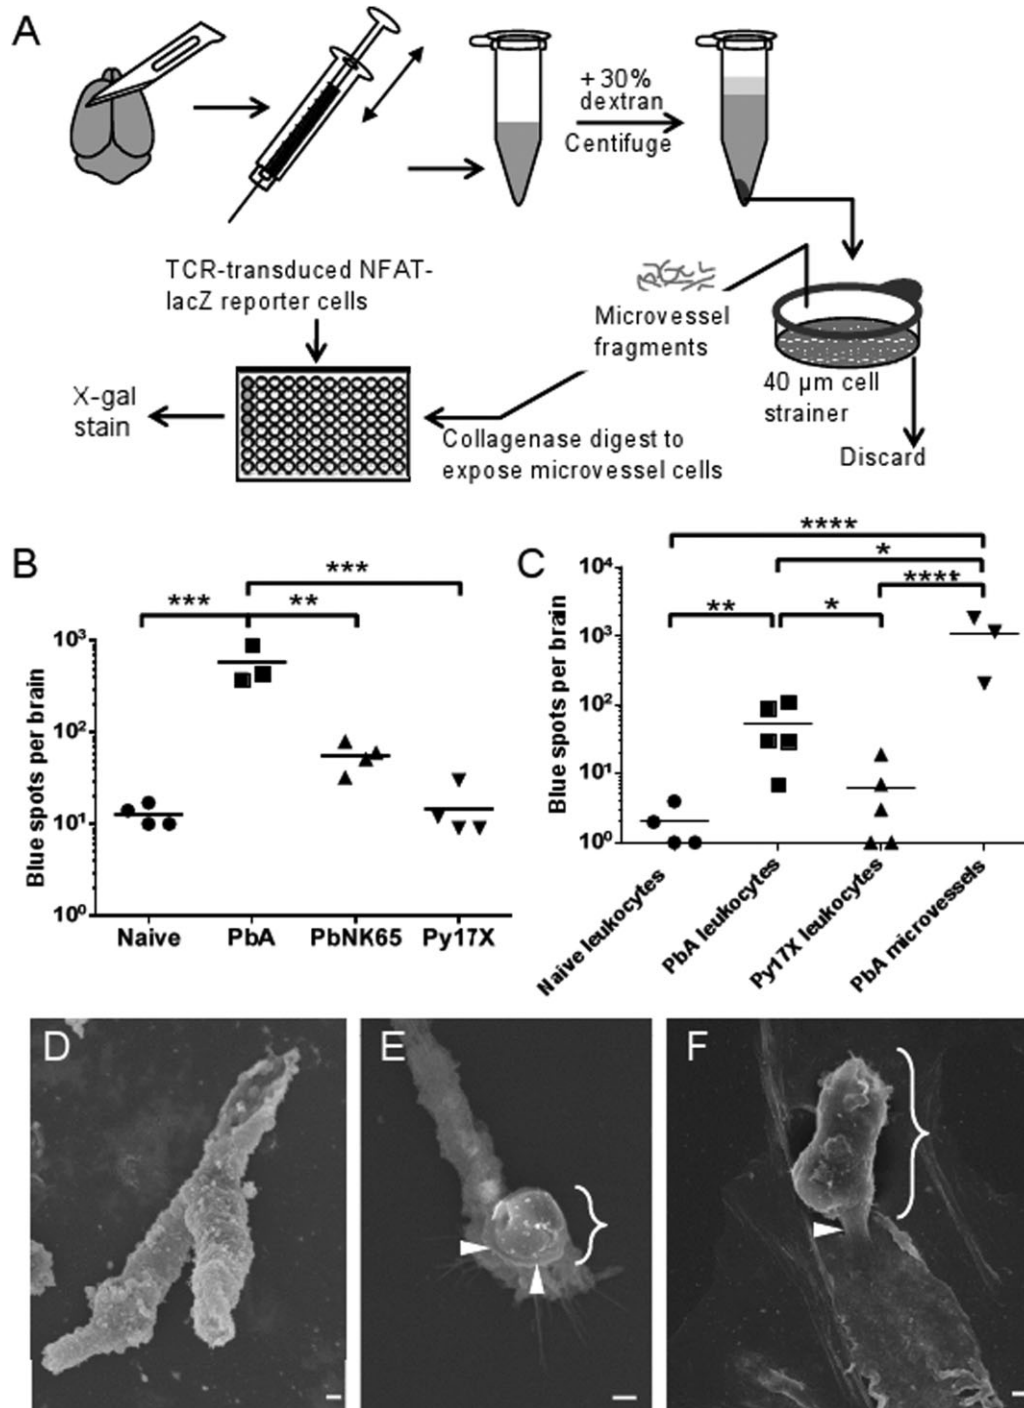 A
+30%
dextran
Centifuge
TCR-transduced NFAT-
lacZ reporter cells
Microvessel
fragments
40 µm cell
strainer
X-gal
stain
Collagenase digest to
expose microvessel cells
Discard
B
***
***
**
Blue spots per brain
10³
10²
10¹
10⁰
Naive
PbA
PbNK65
Py17X
C
****
*
****
**
*
Blue spots per brain
10⁴
10³
10²
10¹
10⁰
Naive leukocytes
PbA leukocytes
Py17X leukocytes
PbA microvessels
D
E
F